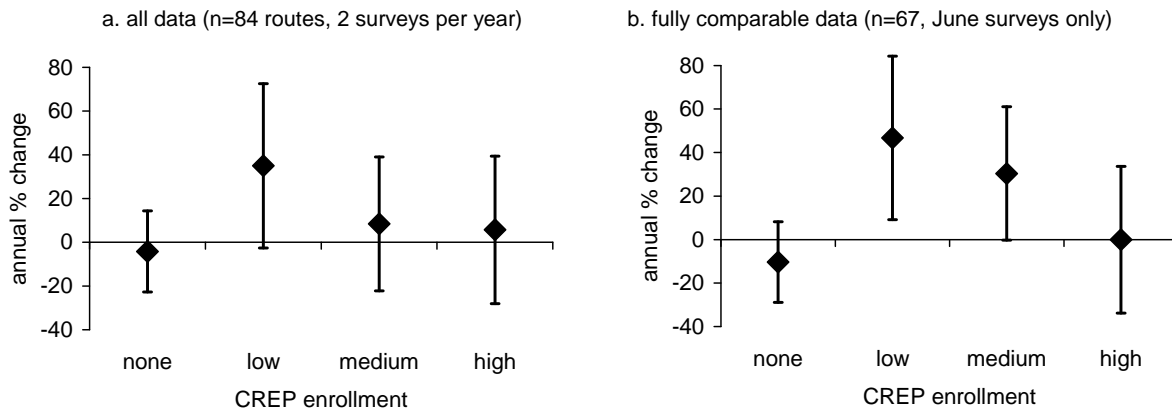 a. all data (n=84 routes, 2 surveys per year)
annual % change
80
60
40
20
0
-20
-40
none low medium high
CREP enrollment
b. fully comparable data (n=67, June surveys only)
annual % change
80
60
40
20
0
-20
-40
none low medium high
CREP enrollment